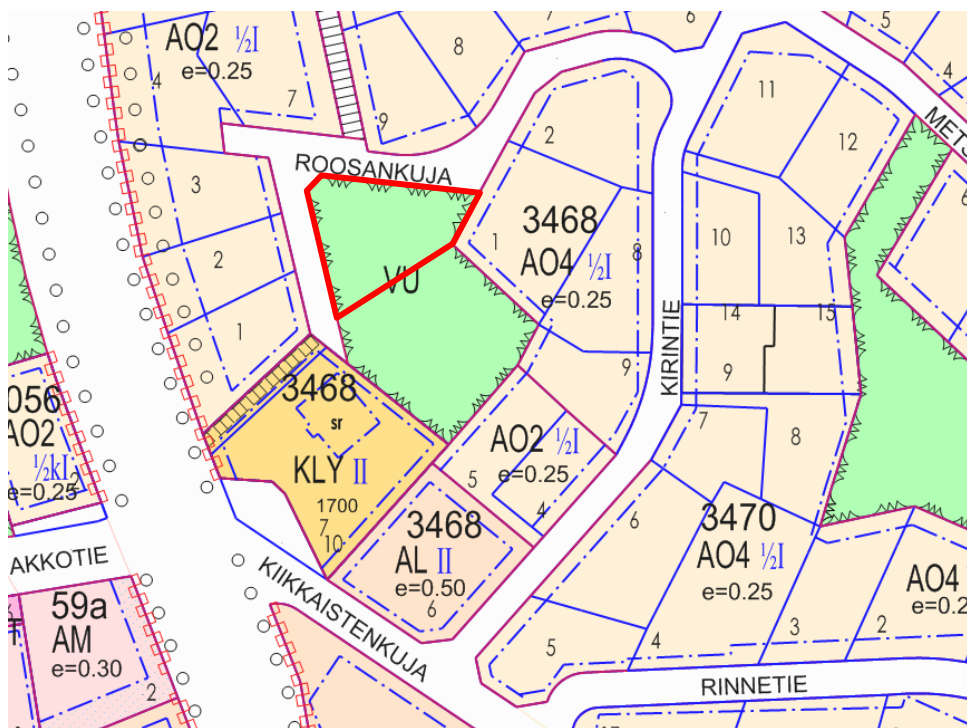 AO2 ½I
e=0.25
4
7
9
8
7
6
5
4
2
11
12
METS
6
ROOSANKUJA
3
2
1
VU
1
3468
AO4 ½I
e=0.25
8
9
10
13
14
15
9
KIRINTIE
7
8
3468
sr
KLY II
1700
7
10
056
AO2
½kI
2
e=0.25
AO2 ½I
e=0.25
5
4
3468
AL II
e=0.50
6
6
3470
AO4 ½I
e=0.25
AO4
e=0.2
5
4
3
2
AKKOTIE
KIIKKAISTENKUJA
59a
AM
e=0.30
2
T
RINNETIE